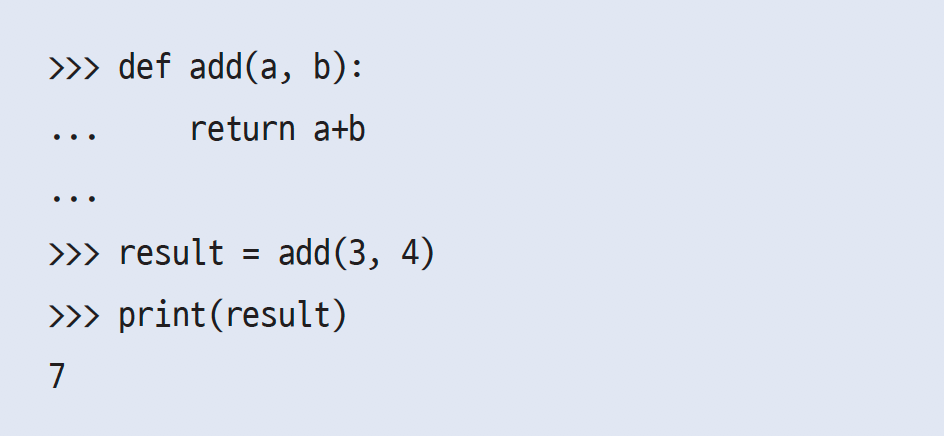 >>> def add(a, b):
...     return a+b
...
>>> result = add(3, 4)
>>> print(result)
7